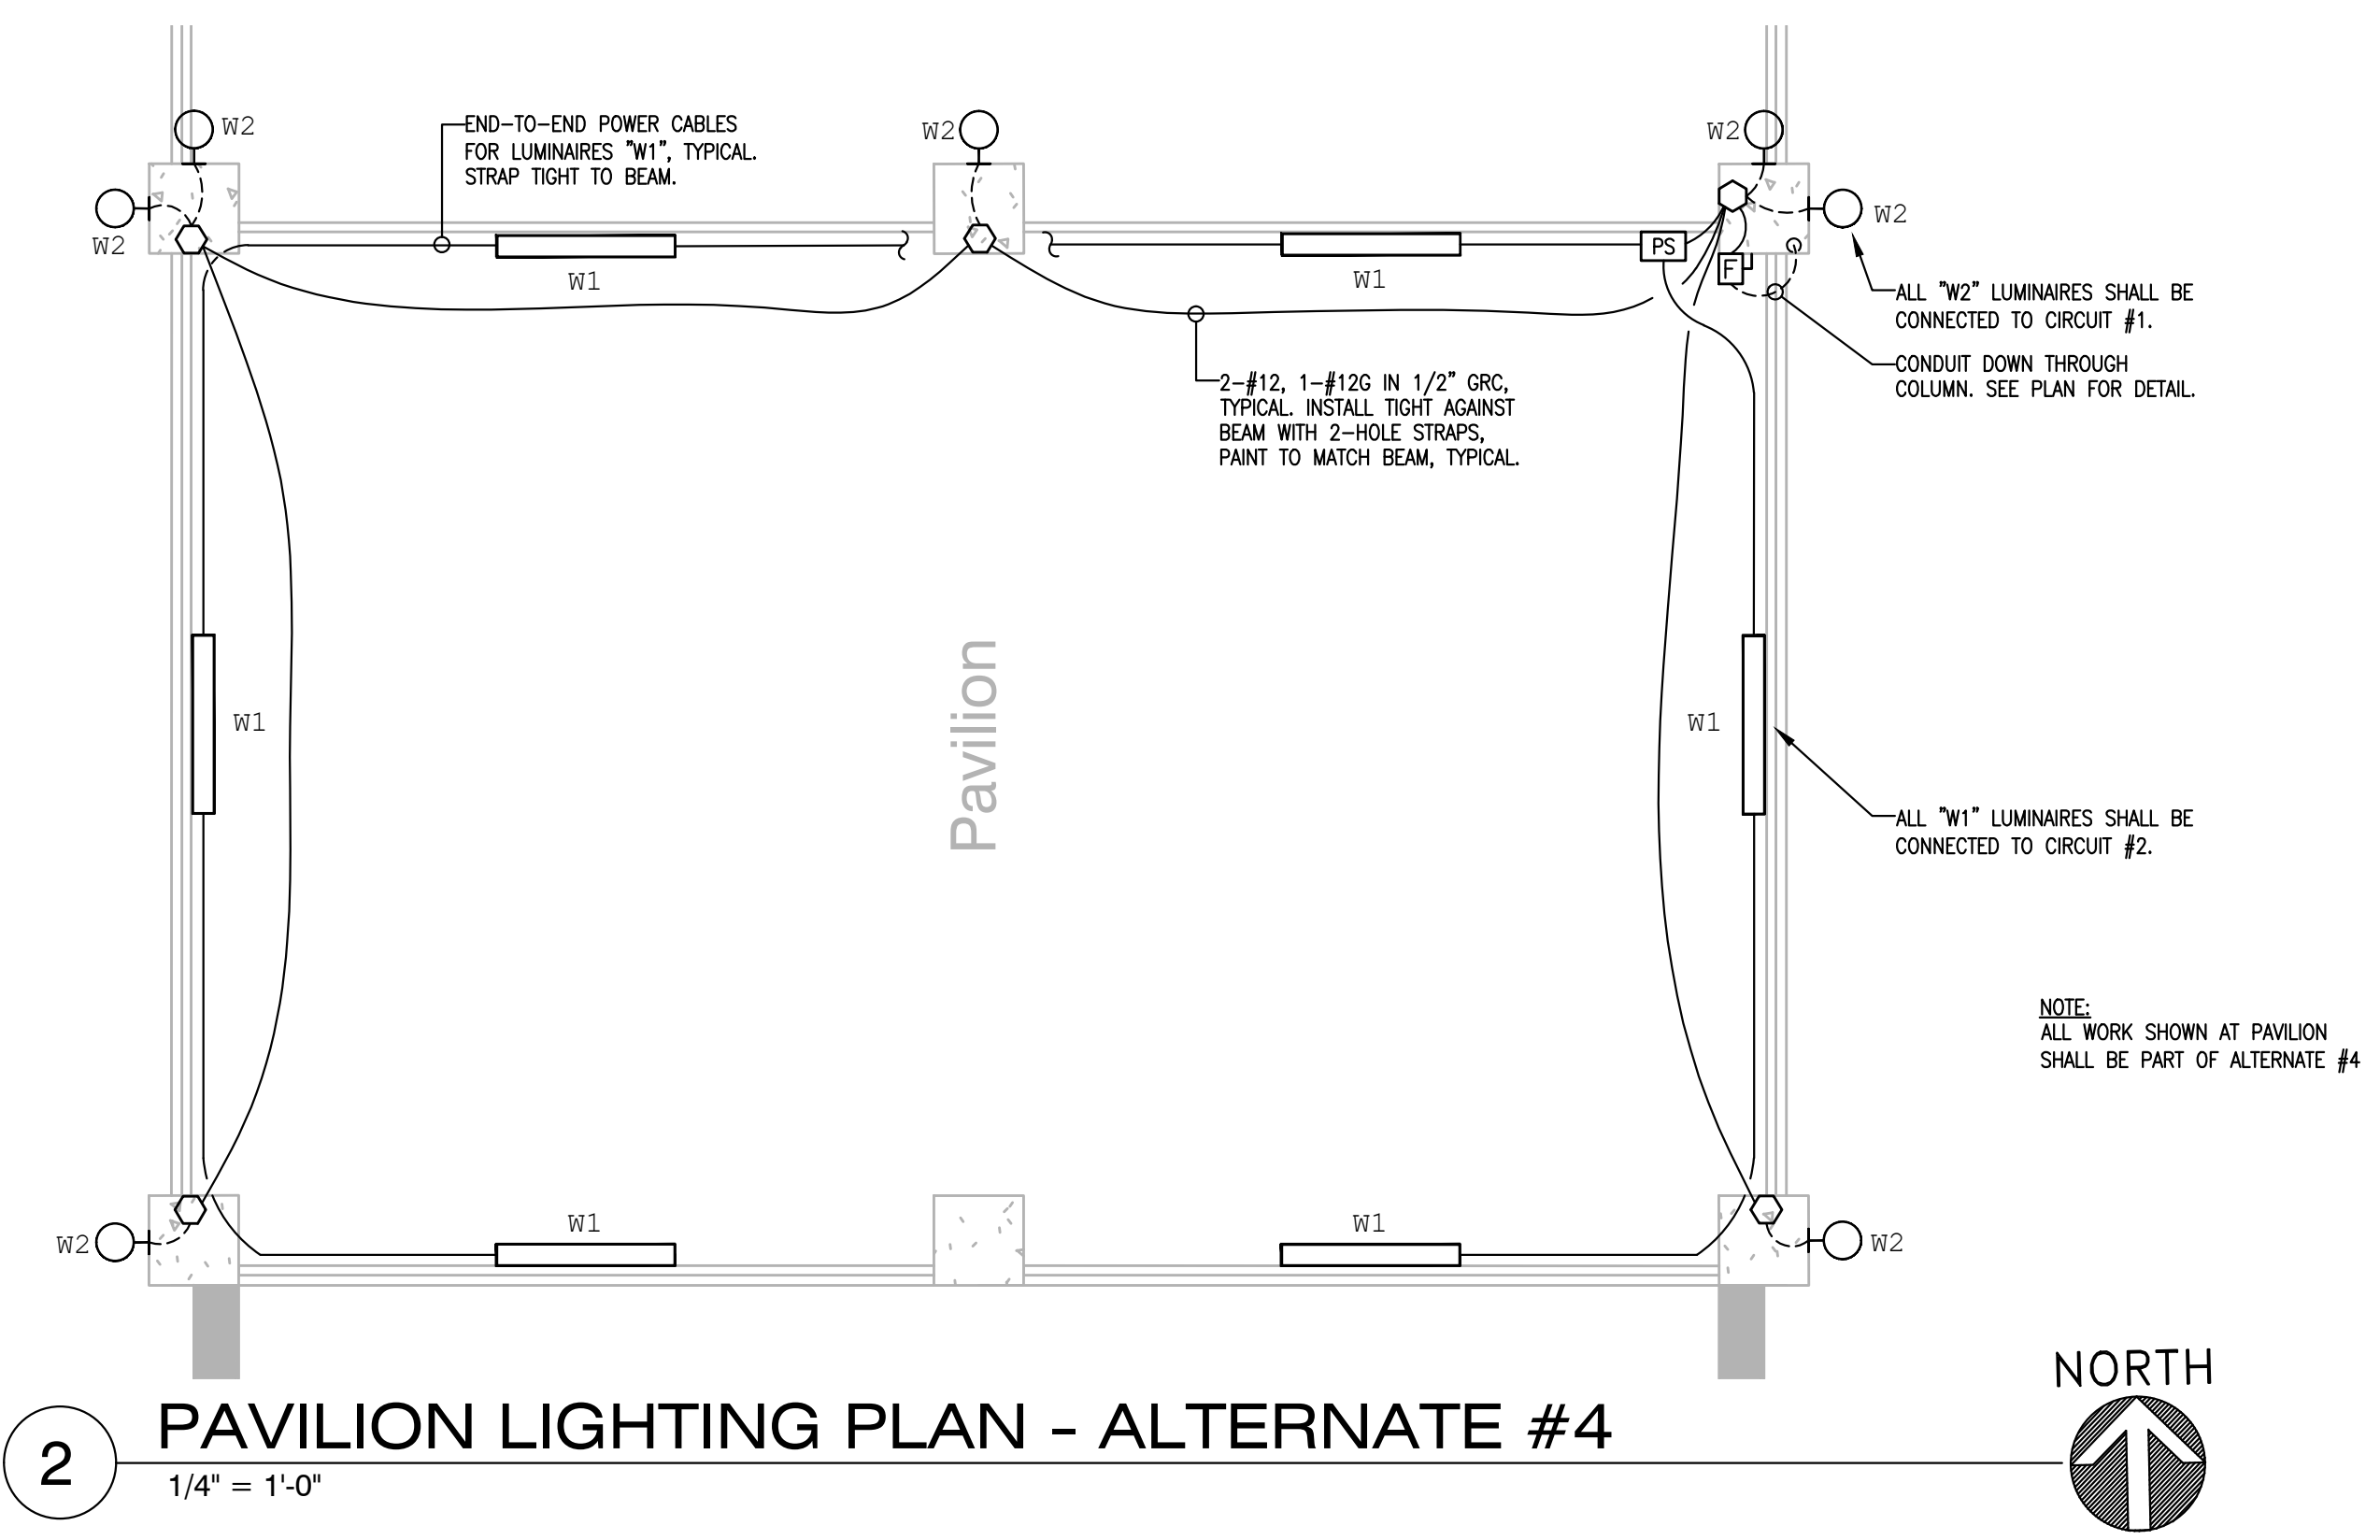 W2
W2
W2
W2
W2
END-TO-END POWER CABLES
FOR LUMINAIRES "W1", TYPICAL.
STRAP TIGHT TO BEAM.
W1
W1
PS
F
ALL "W2" LUMINAIRES SHALL BE
CONNECTED TO CIRCUIT #1.
CONDUIT DOWN THROUGH
COLUMN. SEE PLAN FOR DETAIL.
2-#12, 1-#12G IN 1/2" GRC,
TYPICAL. INSTALL TIGHT AGAINST
BEAM WITH 2-HOLE STRAPS,
PAINT TO MATCH BEAM, TYPICAL.
W1
Pavilion
W1
ALL "W1" LUMINAIRES SHALL BE
CONNECTED TO CIRCUIT #2.
NOTE:
ALL WORK SHOWN AT PAVILION
SHALL BE PART OF ALTERNATE #4
W2
W1
W1
W2
NORTH
2
PAVILION LIGHTING PLAN - ALTERNATE #4
1/4" = 1'-0"